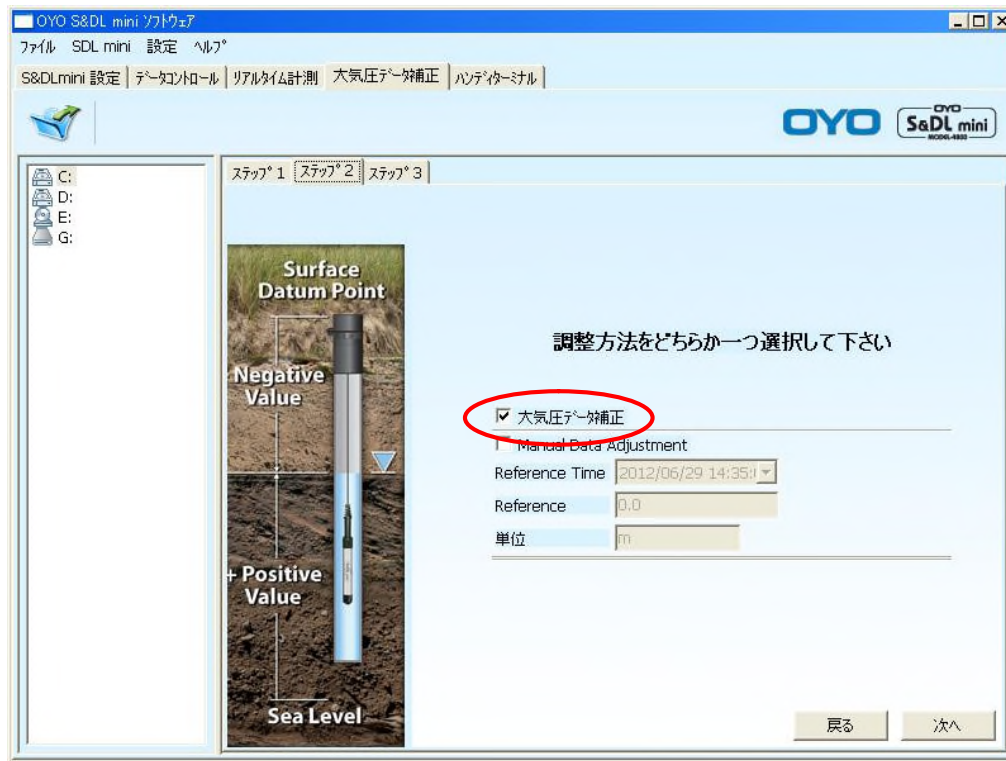 OYO S&DL mini ソフトウェア
ファイル SDL mini 設定 ヘルプ
S&DLmini 設定 データコントロール リアルタイム計測 大気圧データ補正 ハンディターミナル
OYO OYO S&DL mini MODEL-4800
C:
D:
E:
G:
ステップ 1 ステップ 2 ステップ 3
Surface
Datum Point
Negative
Value
+ Positive
Value
Sea Level
調整方法をどちらか一つ選択して下さい
大気圧データ補正
Manual Data Adjustment
Reference Time 2012/06/29 14:35:
Reference 0.0
単位 m
戻る 次へ